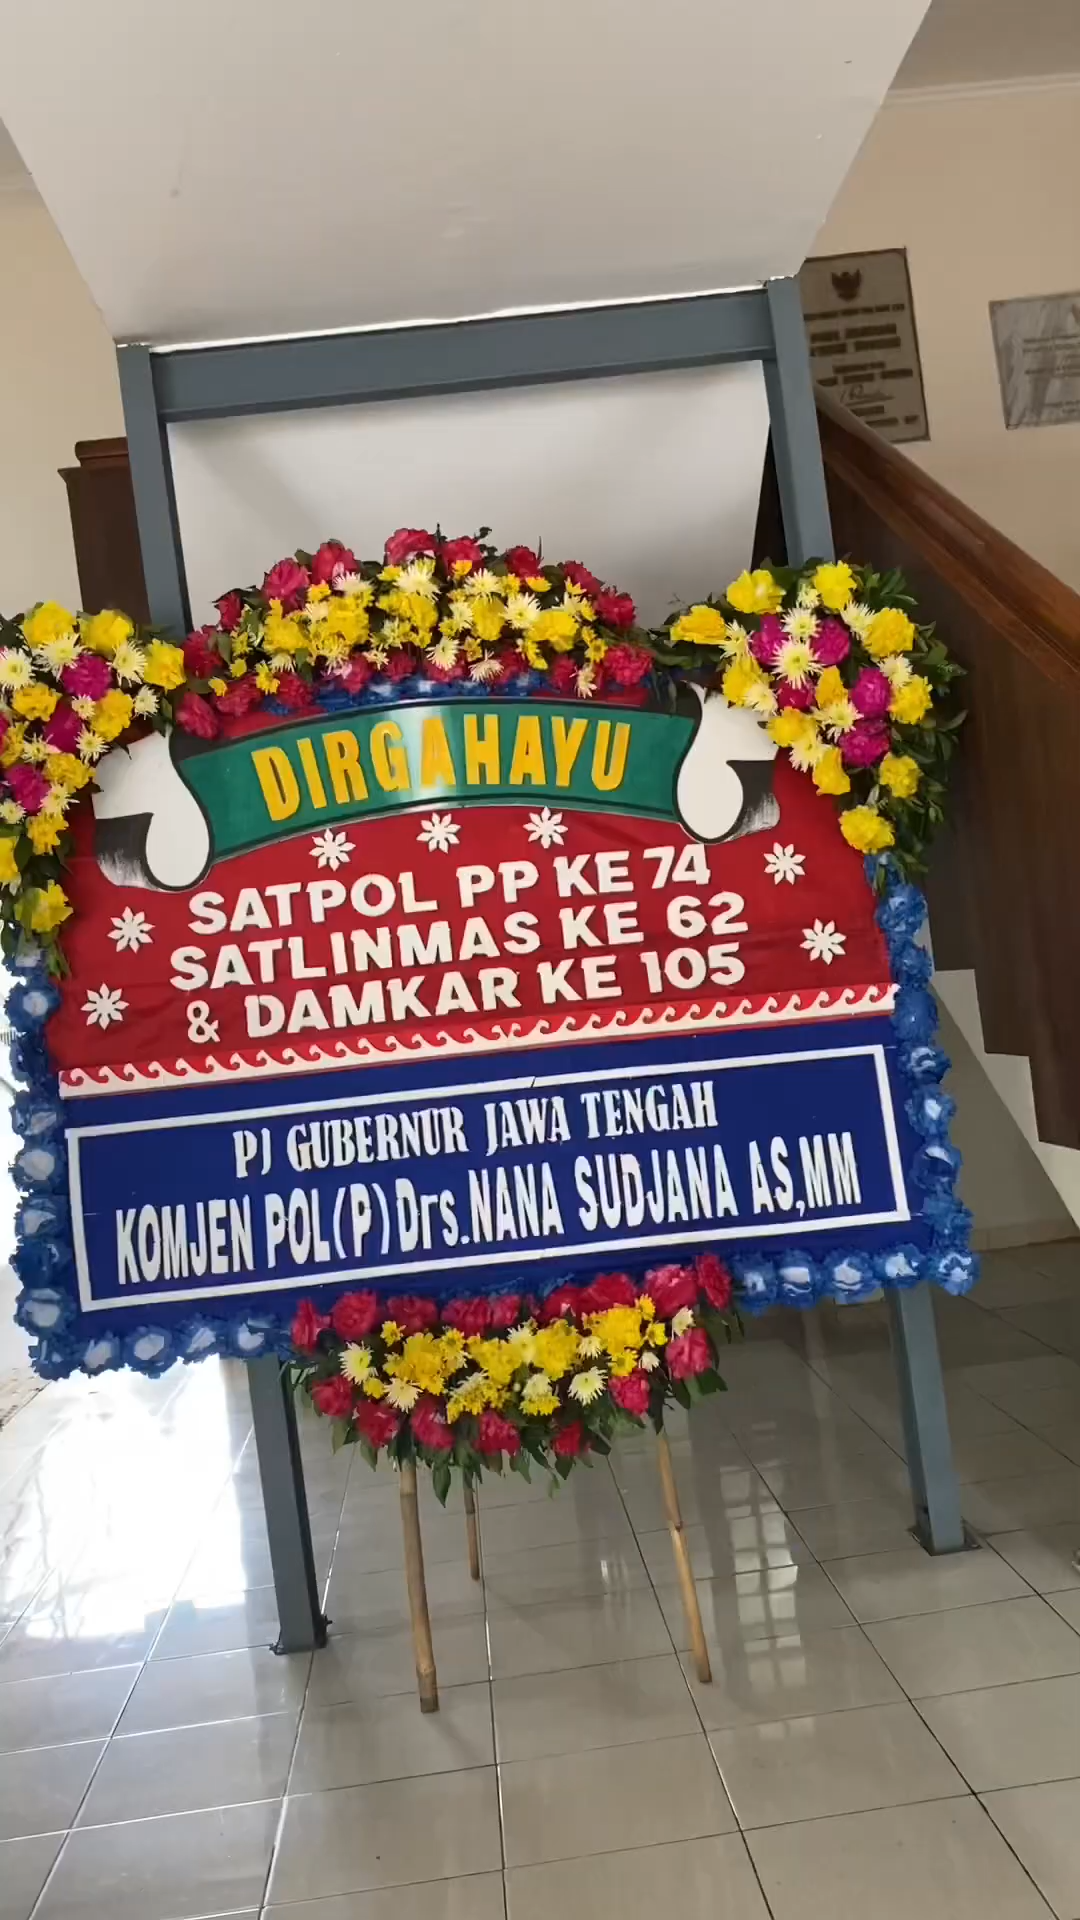 DIRGAHAYU
SATPOL PP KE 74
SATLINMAS KE 62
& DAMKAR KE 105
PJ GUBERNUR JAWA TENGAH
KOMJEN POL(P) Drs.NANA SUDJANA AS,MM